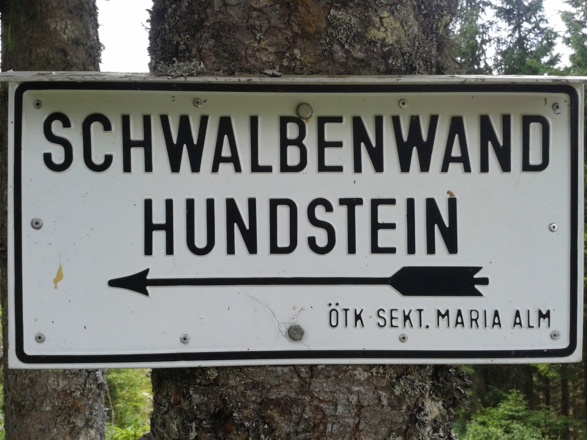 SCHWALBENWAND
HUNDSTEIN
ÖTK SEKT. MARIA ALM